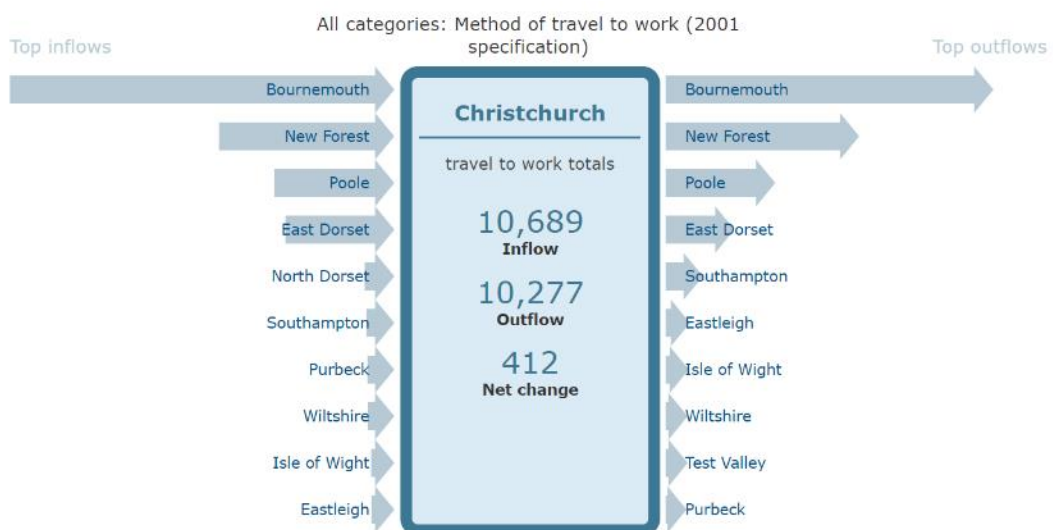 All categories: Method of travel to work (2001
specification)
Top inflows
Top outflows
Bournemouth
New Forest
Poole
East Dorset
North Dorset
Southampton
Purbeck
Wiltshire
Isle of Wight
Eastleigh
Christchurch
travel to work totals
10,689
Inflow
10,277
Outflow
412
Net change
Bournemouth
New Forest
Poole
East Dorset
Southampton
Eastleigh
Isle of Wight
Wiltshire
Test Valley
Purbeck